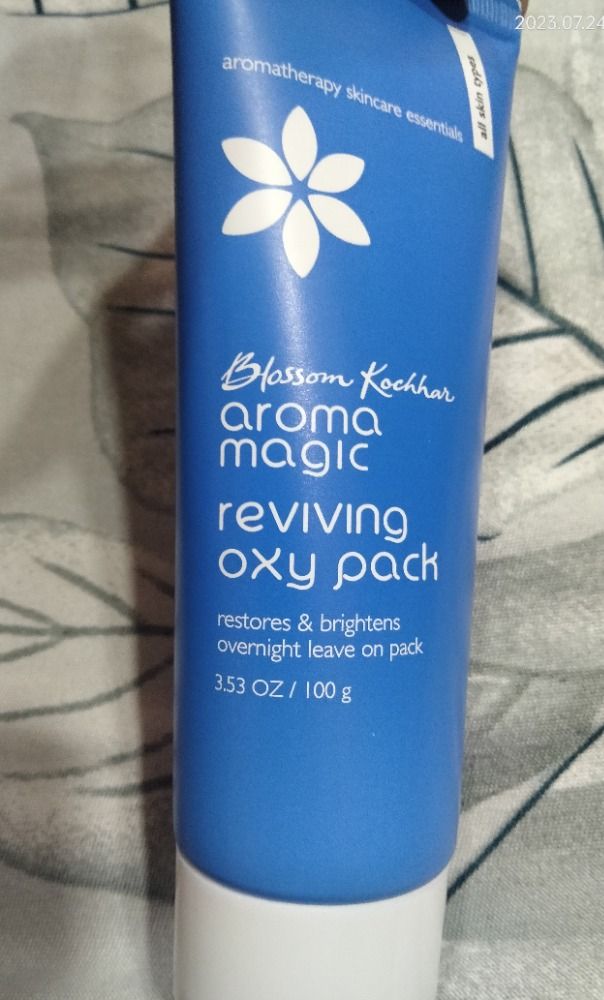 2023.07.24
aromatherapy skincare essentials
all skin types
Blossom Kochhar
aroma
magic
reviving
oxy pack
restores & brightens
overnight leave on pack
3.53 OZ / 100 g